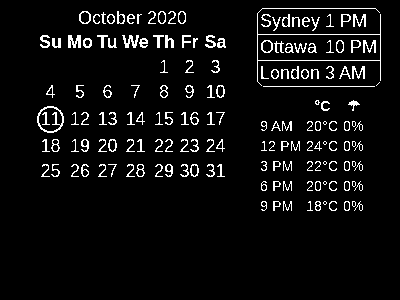 October 2020
Su Mo Tu We Th Fr Sa
1 2 3
4 5 6 7 8 9 10
11 12 13 14 15 16 17
18 19 20 21 22 23 24
25 26 27 28 29 30 31
Sydney 1 PM
Ottawa 10 PM
London 3 AM
°C ☂
9 AM 20°C 0%
12 PM 24°C 0%
3 PM 22°C 0%
6 PM 20°C 0%
9 PM 18°C 0%